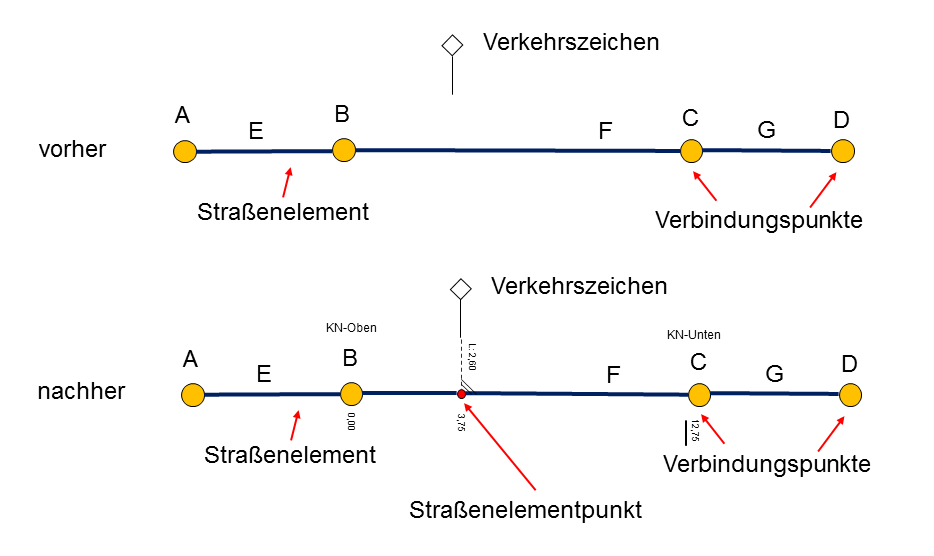 Verkehrszeichen
A
B
C
D
E
F
G
vorher
Straßenelement
Verbindungspunkte
Verkehrszeichen
KN-Oben
KN-Unten
L: 2,60
A
B
C
D
E
F
G
nachher
0,00
3,75
12,75
Straßenelement
Verbindungspunkte
Straßenelementpunkt